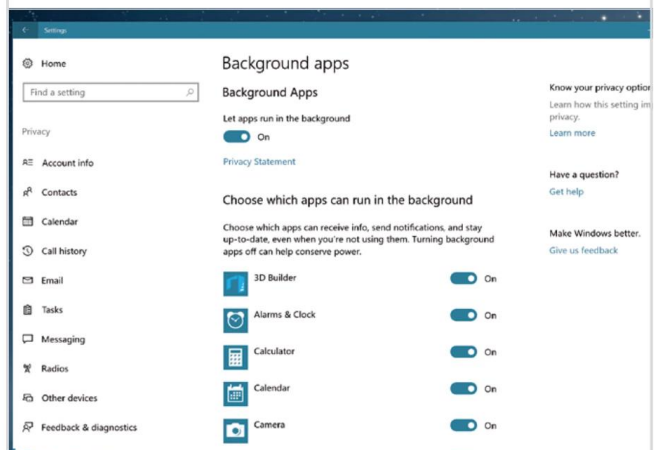 Settings
Home
Find a setting
Privacy
Account info
Contacts
Calendar
Call history
Email
Tasks
Messaging
Radios
Other devices
Feedback & diagnostics
Background apps
Background Apps
Let apps run in the background
On
Privacy Statement
Choose which apps can run in the background
Choose which apps can receive info, send notifications, and stay
up-to-date, even when you're not using them. Turning background
apps off can help conserve power.
3D Builder On
Alarms & Clock On
Calculator On
Calendar On
Camera On
Know your privacy option
Learn how this setting im
privacy.
Learn more
Have a question?
Get help
Make Windows better.
Give us feedback